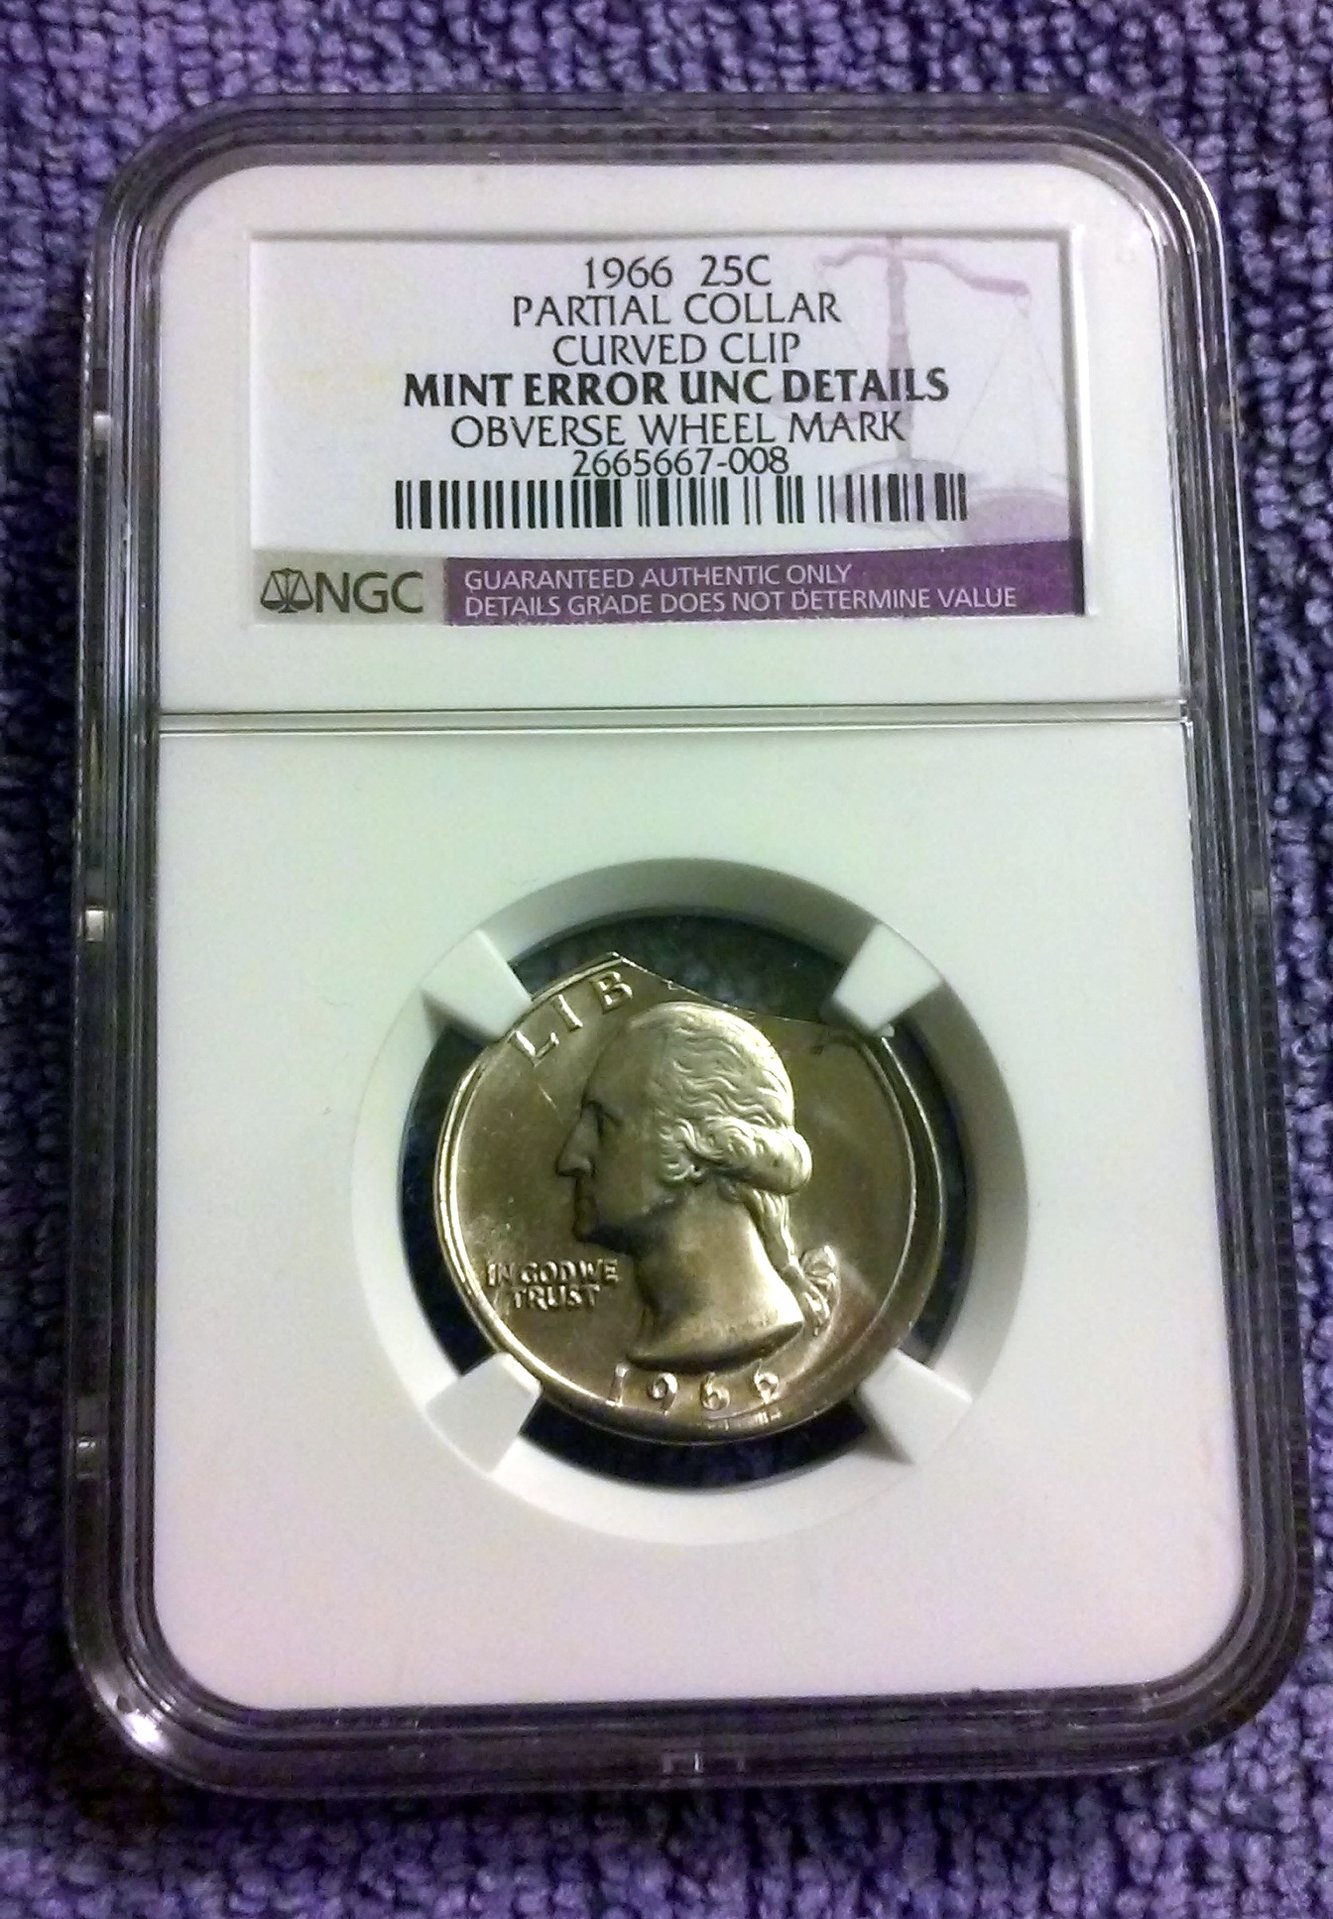 1966 25C
PARTIAL COLLAR
CURVED CLIP
MINT ERROR UNC DETAILS
OBVERSE WHEEL MARK
2665667-008
NGC
GUARANTEED AUTHENTIC ONLY
DETAILS GRADE DOES NOT DETERMINE VALUE
LIB
IN GOD WE
TRUST
1966